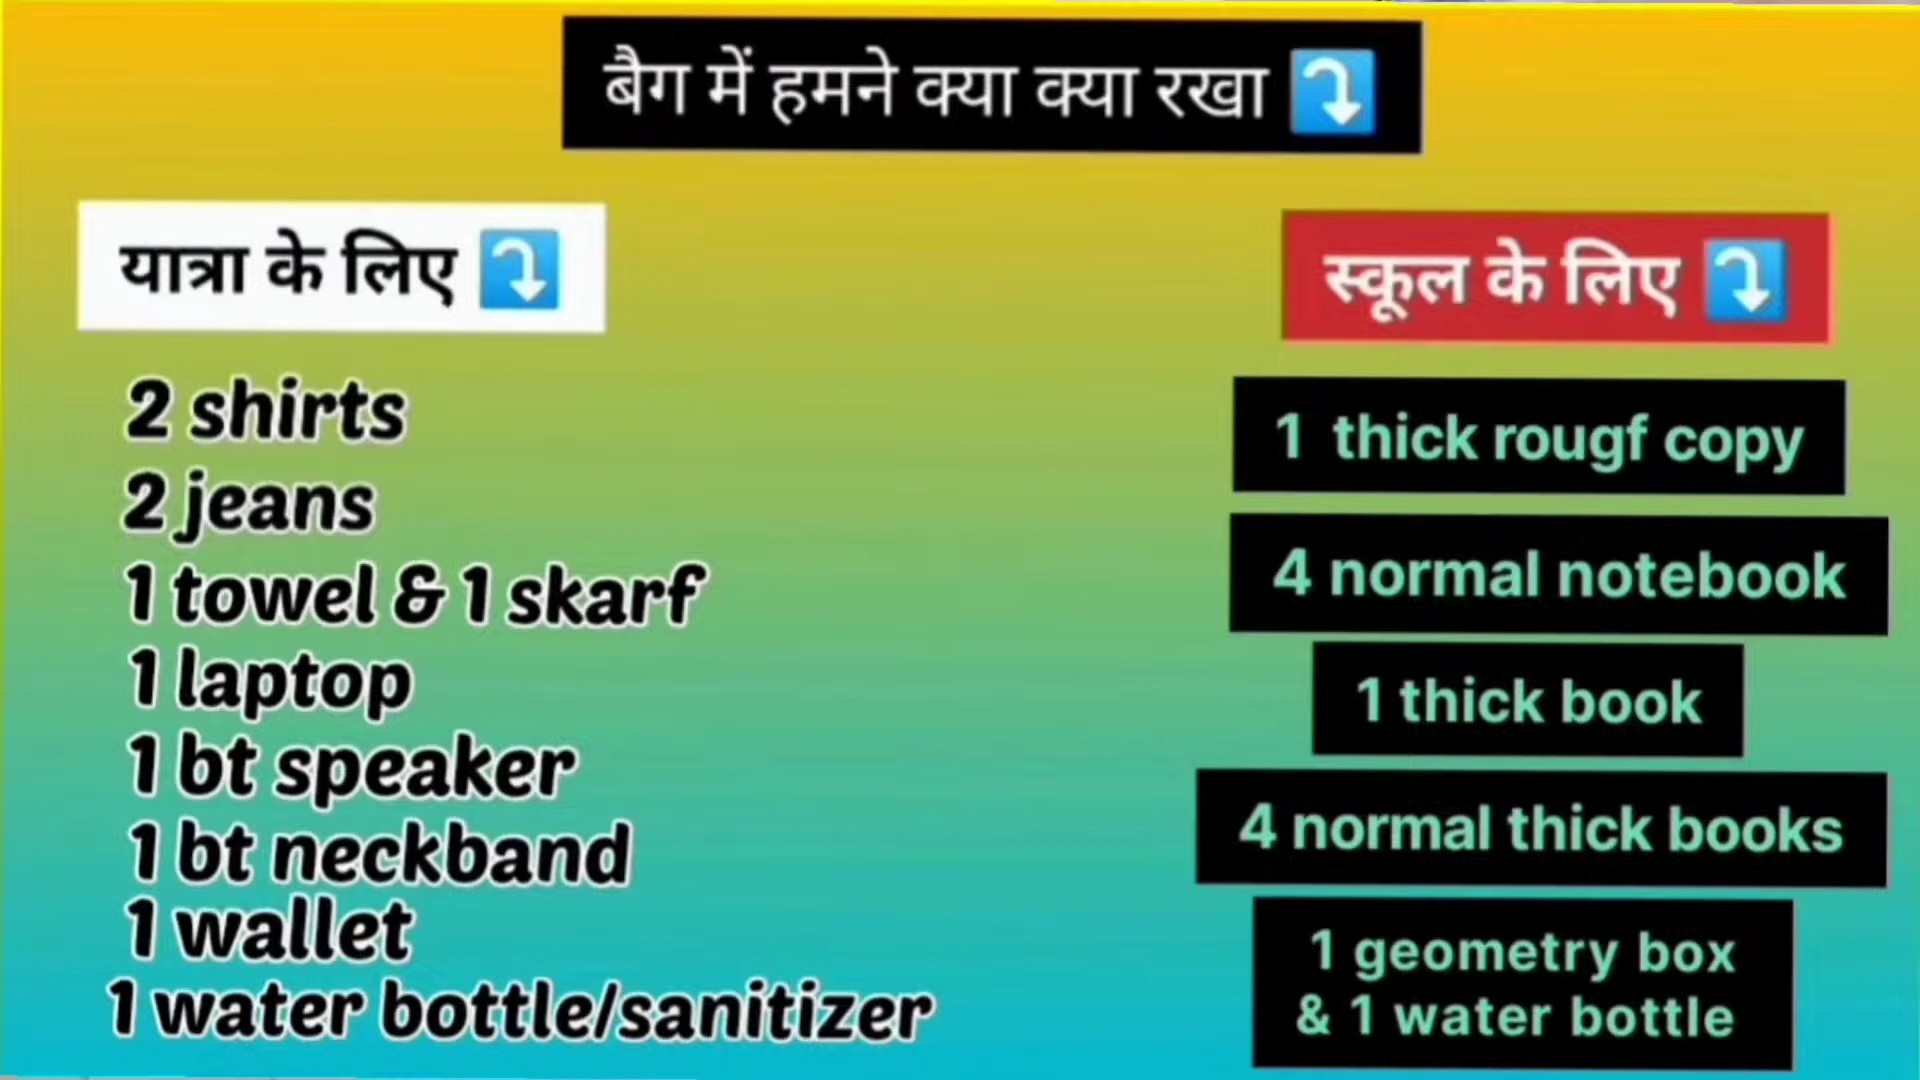 बैग में हमने क्या क्या रखा ⤵️
यात्रा के लिए ⤵️
2 shirts
2 jeans
1 towel & 1 skarf
1 laptop
1 bt speaker
1 bt neckband
1 wallet
1 water bottle/sanitizer
स्कूल के लिए ⤵️
1 thick rougf copy
4 normal notebook
1 thick book
4 normal thick books
1 geometry box
& 1 water bottle